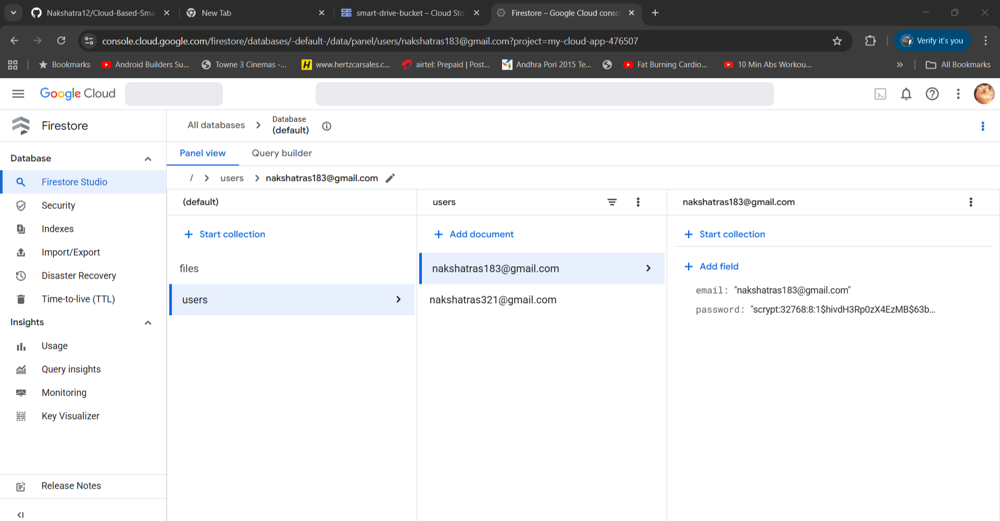 Nakshatra12/Cloud-Based-Sma
New Tab
smart-drive-bucket – Cloud Sto
Firestore – Google Cloud conso
console.cloud.google.com/firestore/databases/-default-/data/panel/users/nakshatras183@gmail.com?project=my-cloud-app-476507
Verify it's you
Bookmarks
Android Builders Su...
Towne 3 Cinemas -...
H www.hertzcarsales.c...
airtel: Prepaid | Post...
Andhra Pori 2015 Te...
Fat Burning Cardio...
10 Min Abs Workou...
All Bookmarks
Google Cloud
Firestore
All databases
Database
(default)
Database
Panel view
Query builder
Firestore Studio
/ users nakshatras183@gmail.com
Security
(default)
users
nakshatras183@gmail.com
Indexes
Start collection
Add document
Start collection
Import/Export
files
nakshatras183@gmail.com
Add field
Disaster Recovery
email: "nakshatras183@gmail.com"
Time-to-live (TTL)
users
nakshatras321@gmail.com
password: "scrypt:32768:8:1$hivdH3Rp0zX4EzMB$63b...
Insights
Usage
Query insights
Monitoring
Key Visualizer
Release Notes